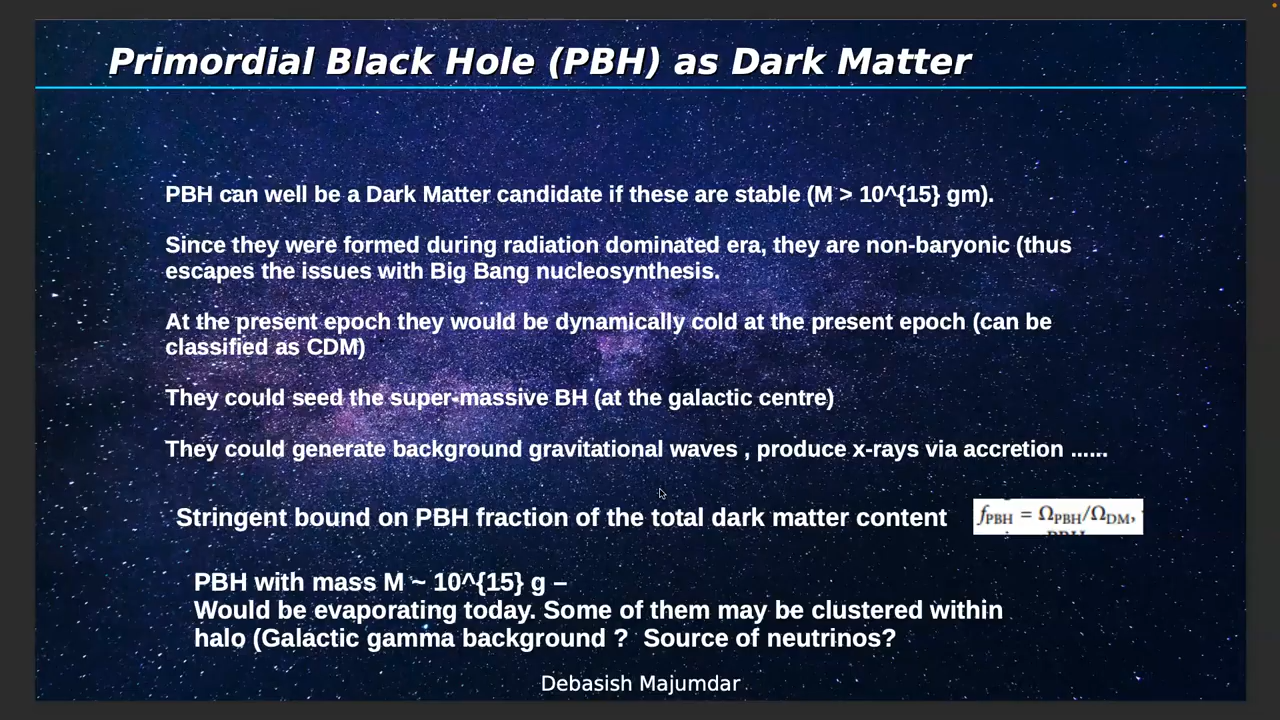 Primordial Black Hole (PBH) as Dark Matter
PBH can well be a Dark Matter candidate if these are stable (M > 10^{15} gm).
Since they were formed during radiation dominated era, they are non-baryonic (thus
escapes the issues with Big Bang nucleosynthesis.
At the present epoch they would be dynamically cold at the present epoch (can be
classified as CDM)
They could seed the super-massive BH (at the galactic centre)
They could generate background gravitational waves , produce x-rays via accretion ......
Stringent bound on PBH fraction of the total dark matter content f_PBH = Ω_PBH/Ω_DM,
PBH with mass M ~ 10^{15} g –
Would be evaporating today. Some of them may be clustered within
halo (Galactic gamma background ?  Source of neutrinos?
Debasish Majumdar